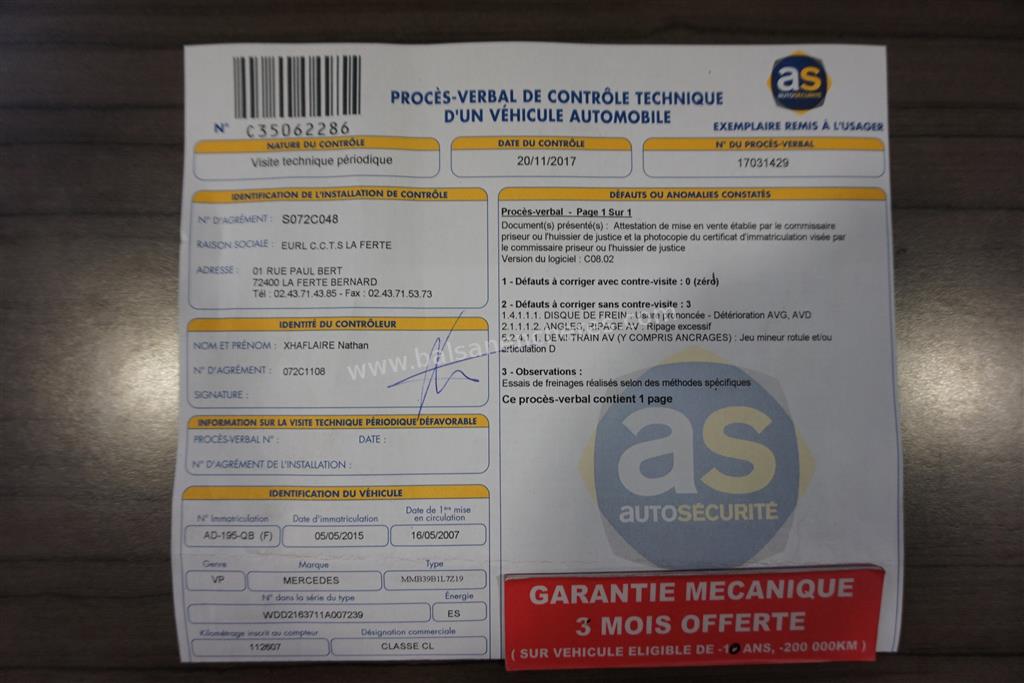 PROCÈS-VERBAL DE CONTRÔLE TECHNIQUE
D'UN VÉHICULE AUTOMOBILE
as
AUTOSÉCURITÉ
N° C35062286
EXEMPLAIRE REMIS À L'USAGER
NATURE DU CONTRÔLE
Visite technique périodique
DATE DU CONTRÔLE
20/11/2017
N° DU PROCÈS-VERBAL
17031429
IDENTIFICATION DE L'INSTALLATION DE CONTRÔLE
N° D'AGRÉMENT : S072C048
RAISON SOCIALE : EURL C.C.T.S LA FERTE
ADRESSE : 01 RUE PAUL BERT
72400 LA FERTE BERNARD
Tél : 02.43.71.43.85 - Fax : 02.43.71.53.73
IDENTITÉ DU CONTRÔLEUR
NOM ET PRÉNOM : XHAFLAIRE Nathan
N° D'AGRÉMENT : 072C1108
SIGNATURE :
INFORMATION SUR LA VISITE TECHNIQUE PÉRIODIQUE DÉFAVORABLE
PROCÈS-VERBAL N° : DATE :
N° D'AGRÉMENT DE L'INSTALLATION :
IDENTIFICATION DU VÉHICULE
N° Immatriculation
AD-195-QB (F)
Date d'immatriculation
05/05/2015
Date de 1ère mise
en circulation
16/05/2007
Genre
VP
Marque
MERCEDES
Type
MMB39B1L7Z19
N° dans la série du type
WDD2163711A007239
Énergie
ES
Kilométrage inscrit au compteur
112607
Désignation commerciale
CLASSE CL
DÉFAUTS OU ANOMALIES CONSTATÉS
Procès-verbal - Page 1 Sur 1
Document(s) présenté(s) : Attestation de mise en vente établie par le commissaire
priseur ou l'huissier de justice et la photocopie du certificat d'immatriculation visée par
le commissaire priseur ou l'huissier de justice
Version du logiciel : C08.02
1 - Défauts à corriger avec contre-visite : 0 (zéro)
2 - Défauts à corriger sans contre-visite : 3
1.4.1.1.1. DISQUE DE FREIN : Usure prononcée - Détérioration AVG, AVD
2.1.1.1.2. ANGLES, RIPAGE AV : Ripage excessif
5.2.4.1.1. DEMI TRAIN AV (Y COMPRIS ANCRAGES) : Jeu mineur rotule et/ou
articulation D
3 - Observations :
Essais de freinages réalisés selon des méthodes spécifiques
Ce procès-verbal contient 1 page
as
AUTOSÉCURITÉ
GARANTIE MECANIQUE
3 MOIS OFFERTE
( SUR VEHICULE ELIGIBLE DE -10 ANS, -200 000KM )